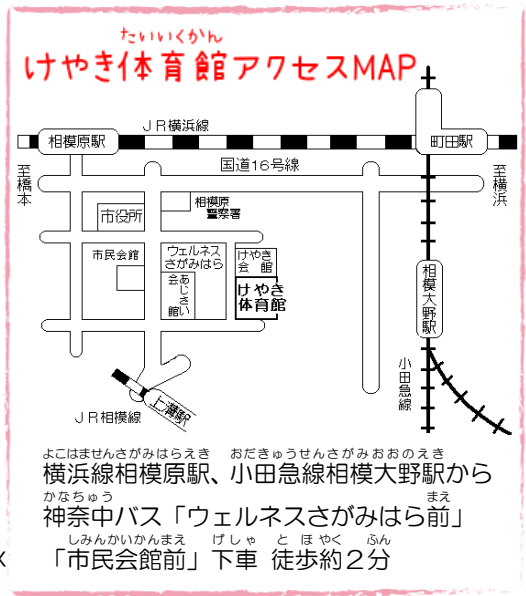 たいいくかん
けやき体育館アクセスMAP
JR横浜線
相模原駅
町田駅
至橋本
国道16号線
至横浜
市役所
相模原
警察署
市民会館
ウェルネス
さがみはら
けやき
会館
あじさい
会館
けやき
体育館
相模大野駅
小田急線
上溝駅
JR相模線
よこはませんさがみはらえき おだきゅうせんさがみおおのえき
横浜線相模原駅、小田急線相模大野駅から
かなちゅう まえ
神奈中バス「ウェルネスさがみはら前」
しみんかいかんまえ げしゃ とほやく ふん
「市民会館前」下車 徒歩約2分